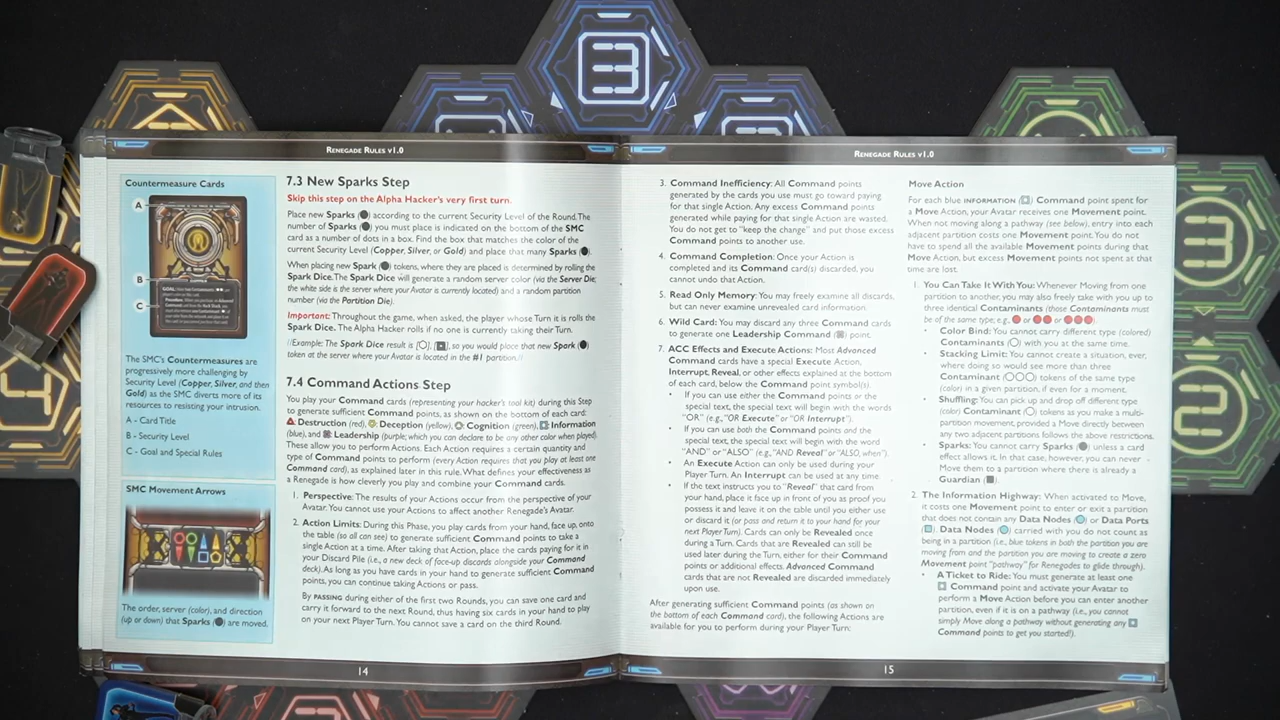 3
RENEGADE RULES V1.0
Countermeasure Cards
A
B
C
The SMC's Countermeasures are
progressively more challenging by
Security Level (Copper, Silver, and then
Gold) as the SMC diverts more of its
resources to resisting your intrusion.
A - Card Title
B - Security Level
C - Goal and Special Rules
SMC Movement Arrows
The order, server (color), and direction
(up or down) that Sparks (●) are moved.
7.3 New Sparks Step
Skip this step on the Alpha Hacker's very first turn.
Place new Sparks (●) according to the current Security Level of the Round. The
number of Sparks (●) you must place is indicated on the bottom of the SMC
card as a number of dots in a box. Find the box that matches the color of the
current Security Level (Copper, Silver, or Gold) and place that many Sparks (●).
When placing new Spark (●) tokens, where they are placed is determined by rolling the
Spark Dice. The Spark Dice will generate a random server color (via the Server Die;
the white side is the server where your Avatar is currently located) and a random partition
number (via the Partition Die).
Important: Throughout the game, when asked, the player whose Turn it is rolls the
Spark Dice. The Alpha Hacker rolls if no one is currently taking their Turn.
//Example: The Spark Dice result is [○], [▪], so you would place that new Spark (●)
token at the server where your Avatar is located in the #1 partition.//
7.4 Command Actions Step
You play your Command cards (representing your hacker's tool kit) during this Step
to generate sufficient Command points, as shown on the bottom of each card:
Destruction (red), Deception (yellow), Cognition (green), Information
(blue), and Leadership (purple; which you can declare to be any other color when played).
These allow you to perform Actions. Each Action requires a certain quantity and
type of Command points to perform (every Action requires that you play at least one
Command card), as explained later in this rule. What defines your effectiveness as
a Renegade is how cleverly you play and combine your Command cards.
1. Perspective: The results of your Actions occur from the perspective of your
Avatar. You cannot use your Actions to affect another Renegade's Avatar.
2. Action Limits: During this Phase, you play cards from your hand, face up, onto
the table (so all can see) to generate sufficient Command points to take a
single Action at a time. After taking that Action, place the cards paying for it in
your Discard Pile (i.e., a new deck of face-up discards alongside your Command
deck). As long as you have cards in your hand to generate sufficient Command
points, you can continue taking Actions or pass.
By PASSING during either of the first two Rounds, you can save one card and
carry it forward to the next Round, thus having six cards in your hand to play
on your next Player Turn. You cannot save a card on the third Round.
14
RENEGADE RULES V1.0
3. Command Inefficiency: All Command points
generated by the cards you use must go toward paying
for that single Action. Any excess Command points
generated while paying for that single Action are wasted.
You do not get to "keep the change" and put those excess
Command points to another use.
4. Command Completion: Once your Action is
completed and its Command card(s) discarded, you
cannot undo that Action.
5. Read Only Memory: You may freely examine all discards,
but can never examine unrevealed card information.
6. Wild Card: You may discard any three Command cards
to generate one Leadership Command point.
7. ACC Effects and Execute Actions: Most Advanced
Command cards have a special Execute Action,
Interrupt, Reveal, or other effects explained at the bottom
of each card, below the Command point symbol(s).
• If you can use either the Command points or the
special text, the special text will begin with the words
"OR" (e.g., "OR Execute" or "OR Interrupt").
• If you can use both the Command points and the
special text, the special text will begin with the word
"AND" or "ALSO" (e.g., "AND Reveal" or "ALSO, when").
• An Execute Action can only be used during your
Player Turn. An Interrupt can be used at any time.
• If the text instructs you to "Reveal" that card from
your hand, place it face up in front of you as proof you
possess it and leave it on the table until you either use
or discard it (or pass and return it to your hand for your
next Player Turn). Cards can only be Revealed once
during a Turn. Cards that are Revealed can still be
used later during the Turn, either for their Command
points or additional effects. Advanced Command
cards that are not Revealed are discarded immediately
upon use.
After generating sufficient Command points (as shown on
the bottom of each Command card), the following Actions are
available for you to perform during your Player Turn:
Move Action
For each blue INFORMATION Command point spent for
a Move Action, your Avatar receives one Movement point.
When not moving along a pathway (see below), entry into each
adjacent partition costs one Movement point. You do not
have to spend all the available Movement points during that
Move Action, but excess Movement points not spent at that
time are lost.
1. You Can Take It With You: Whenever Moving from one
partition to another, you may also freely take with you up to
three identical Contaminants (those Contaminants must
be of the same type; e.g. ● or ●● or ●●●).
• Color Bind: You cannot carry different type (colored)
Contaminants (○) with you at the same time.
• Stacking Limit: You cannot create a situation, ever,
where doing so would see more than three
Contaminant (○○○) tokens of the same type
(color) in a given partition, if even for a moment.
• Shuffling: You can pick up and drop off different type
(color) Contaminant (○) tokens as you make a multi-
partition movement, provided a Move directly between
any two adjacent partitions follows the above restrictions.
• Sparks: You cannot carry Sparks (●) unless a card
effect allows it. In that case, however, you can never
Move them to a partition where there is already a
Guardian (■).
2. The Information Highway: When activated to Move,
it costs one Movement point to enter or exit a partition
that does not contain any Data Nodes (○) or Data Ports
(□). Data Nodes (○) carried with you do not count as
being in a partition (i.e., blue tokens in both the partition you are
moving from and the partition you are moving to create a zero
Movement point "pathway" for Renegades to glide through).
• A Ticket to Ride: You must generate at least one
Command point and activate your Avatar to
perform a Move Action before you can enter another
partition, even if it is on a pathway (i.e., you cannot
simply Move along a pathway without generating any
Command points to get you started!).
15
3
2
4